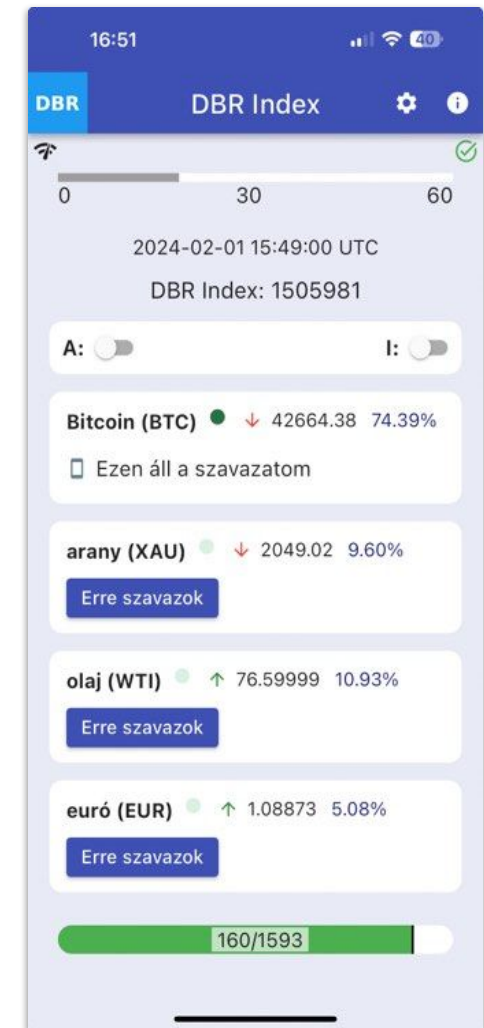 16:51 40
DBR DBR Index
0 30 60
2024-02-01 15:49:00 UTC
DBR Index: 1505981
A: I:
Bitcoin (BTC) ↓ 42664.38 74.39%
Ezen áll a szavazatom
arany (XAU) ↓ 2049.02 9.60%
Erre szavazok
olaj (WTI) ↑ 76.59999 10.93%
Erre szavazok
euró (EUR) ↑ 1.08873 5.08%
Erre szavazok
160/1593